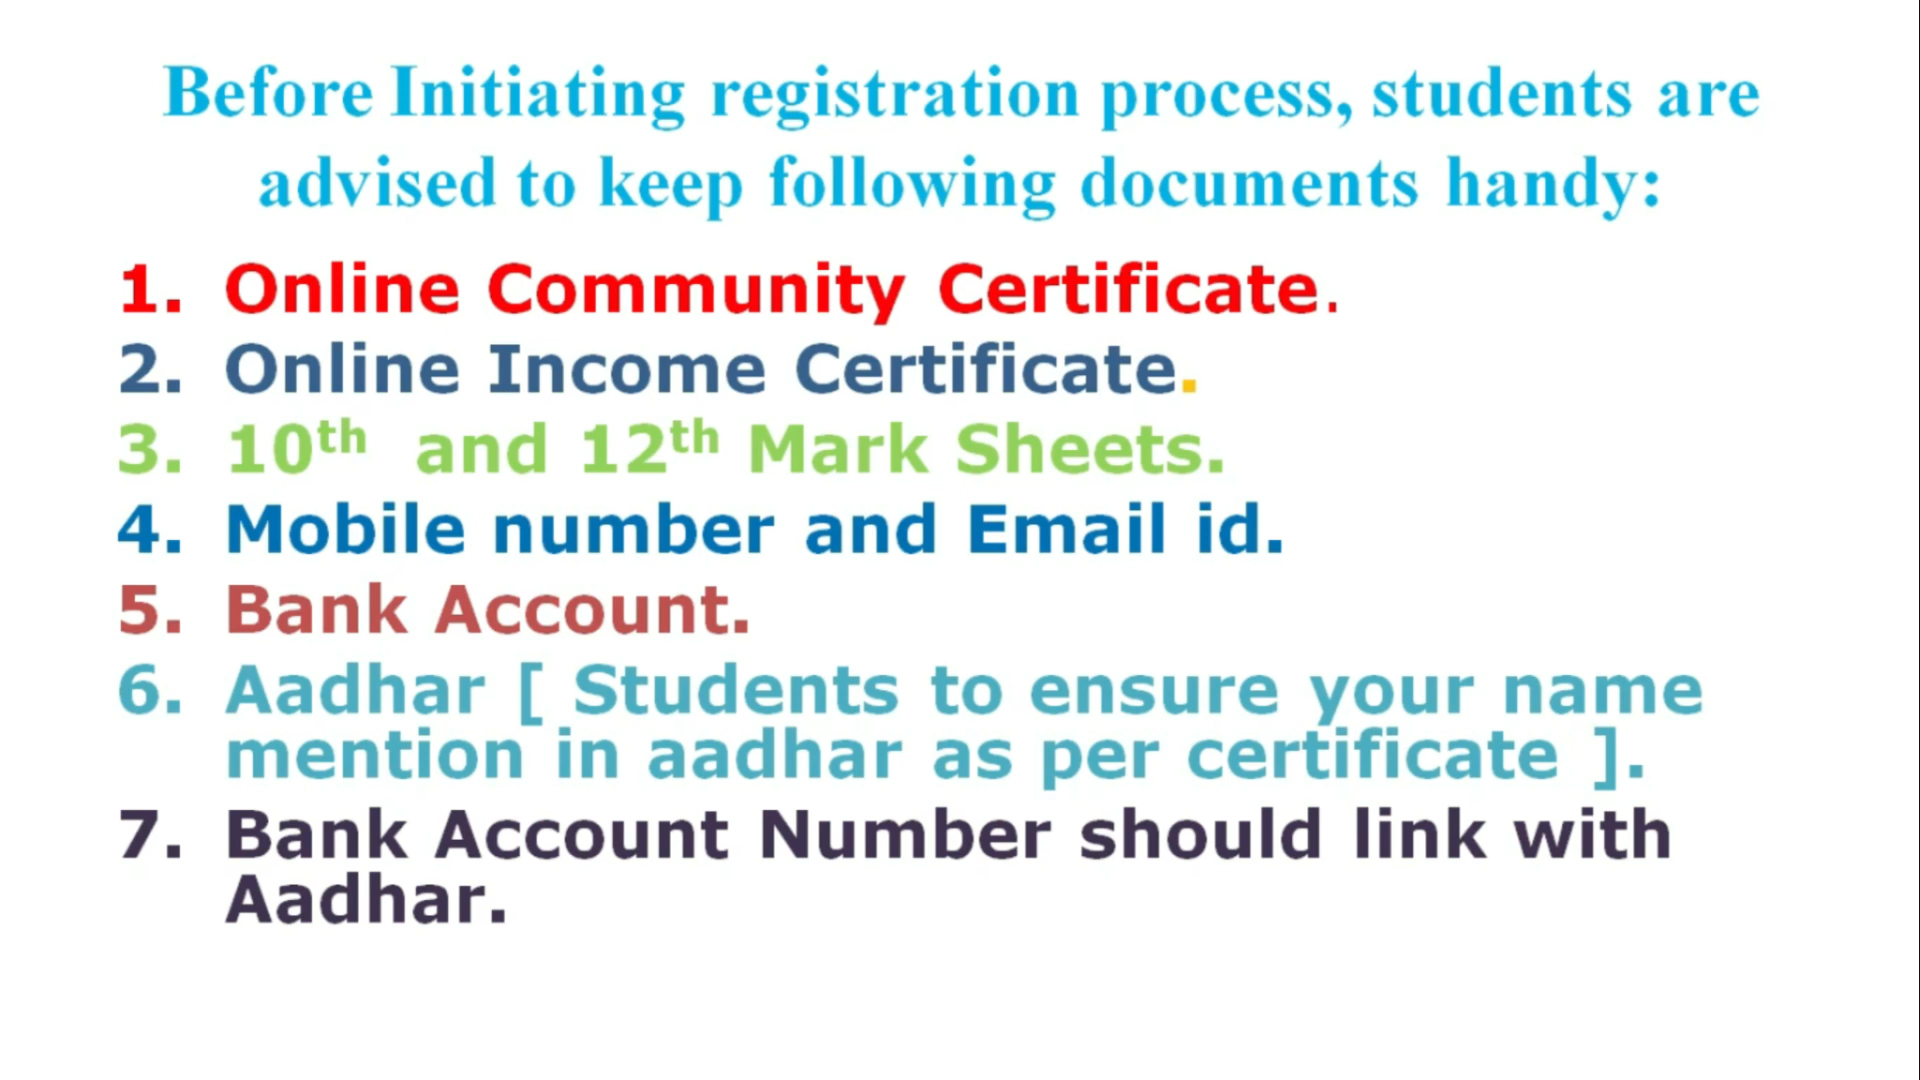 Before Initiating registration process, students are
advised to keep following documents handy:
1. Online Community Certificate.
2. Online Income Certificate.
3. 10th and 12th Mark Sheets.
4. Mobile number and Email id.
5. Bank Account.
6. Aadhar [ Students to ensure your name
mention in aadhar as per certificate ].
7. Bank Account Number should link with
Aadhar.